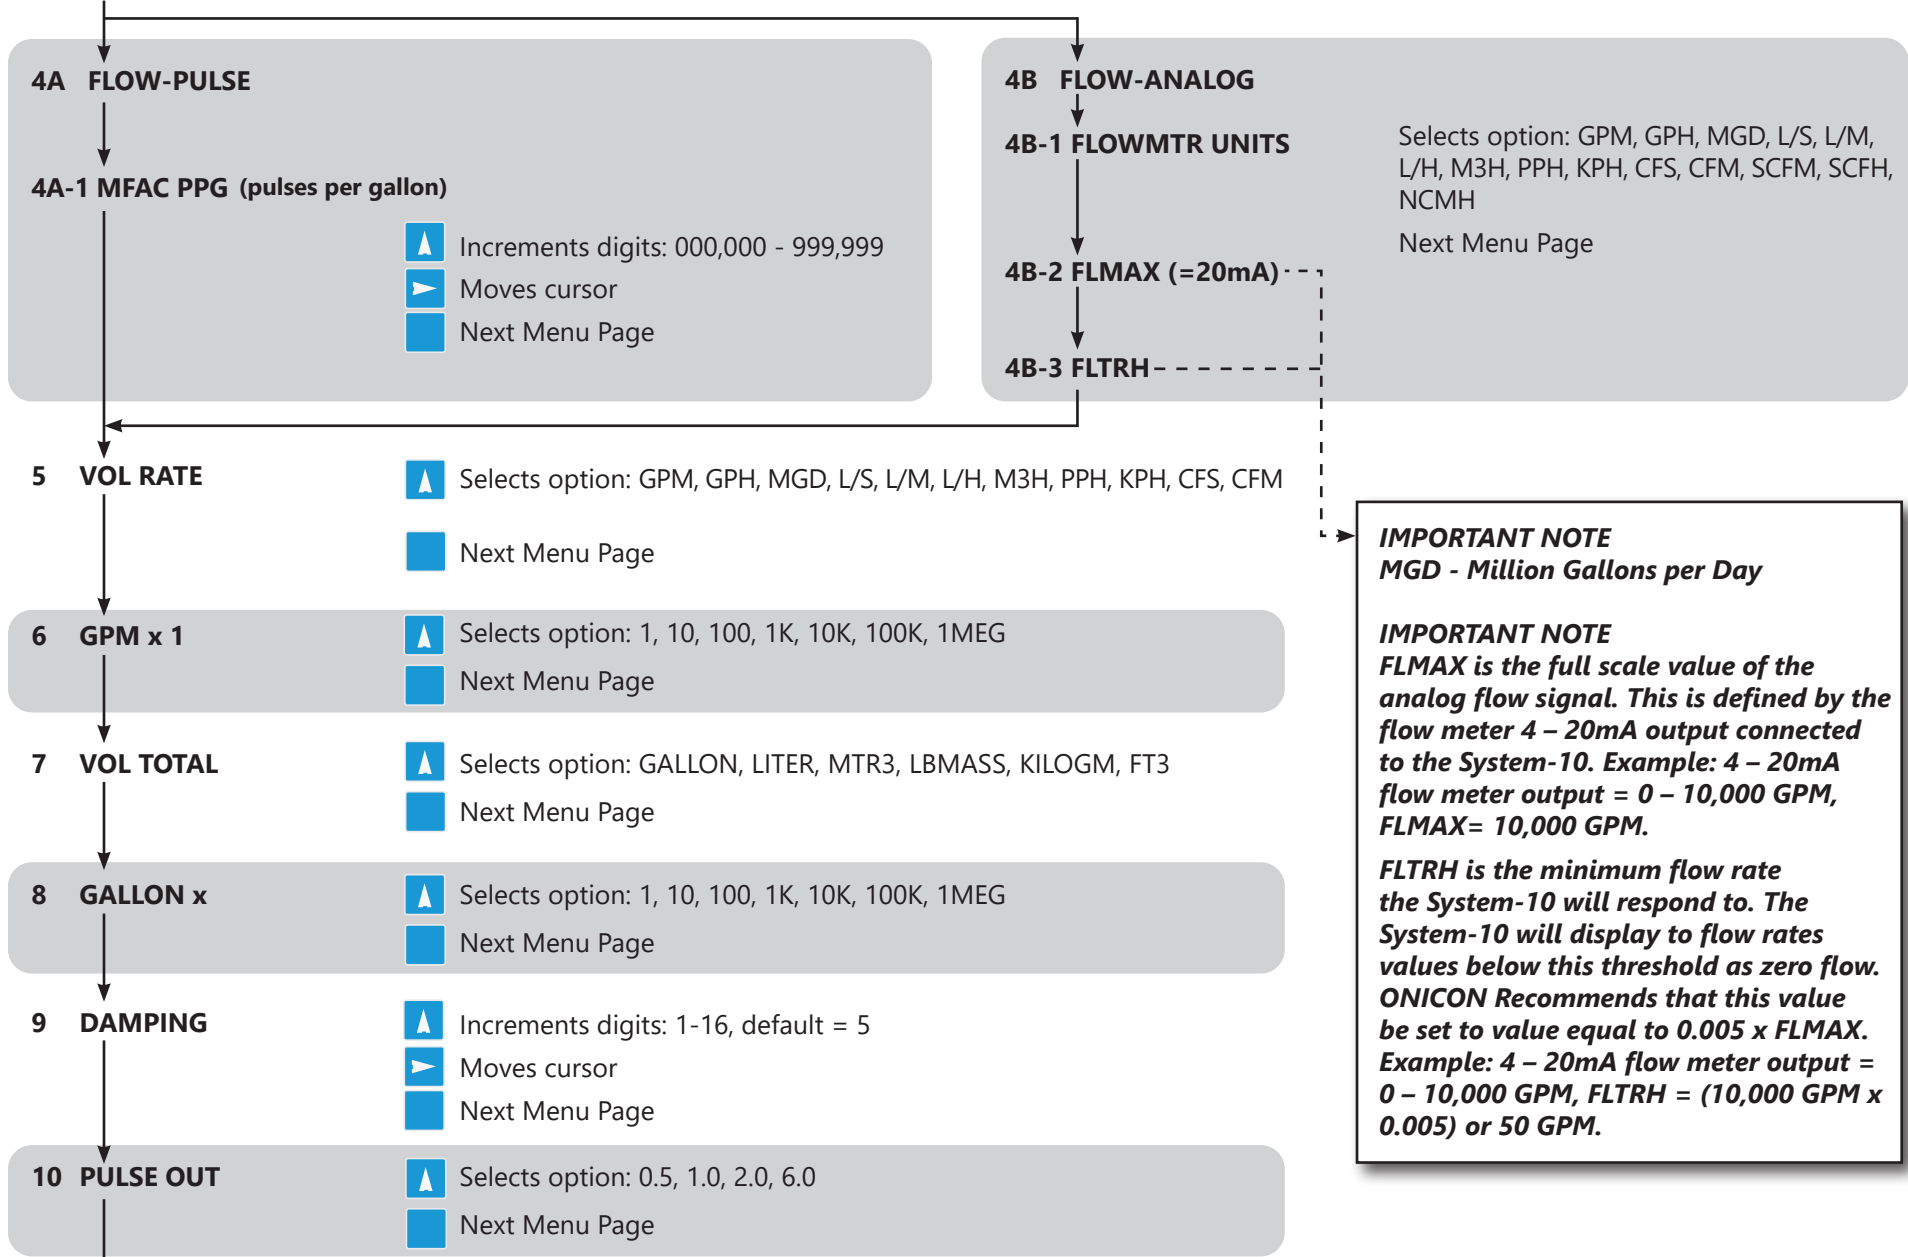 4A FLOW-PULSE
4A-1 MFAC PPG (pulses per gallon)
Increments digits: 000,000 - 999,999
Moves cursor
Next Menu Page
4B FLOW-ANALOG
4B-1 FLOWMTR UNITS
Selects option: GPM, GPH, MGD, L/S, L/M,
L/H, M3H, PPH, KPH, CFS, CFM, SCFM, SCFH,
NCMH
Next Menu Page
4B-2 FLMAX (=20mA)
4B-3 FLTRH
5 VOL RATE
Selects option: GPM, GPH, MGD, L/S, L/M, L/H, M3H, PPH, KPH, CFS, CFM
Next Menu Page
6 GPM x 1
Selects option: 1, 10, 100, 1K, 10K, 100K, 1MEG
Next Menu Page
7 VOL TOTAL
Selects option: GALLON, LITER, MTR3, LBMASS, KILOGM, FT3
Next Menu Page
8 GALLON x
Selects option: 1, 10, 100, 1K, 10K, 100K, 1MEG
Next Menu Page
9 DAMPING
Increments digits: 1-16, default = 5
Moves cursor
Next Menu Page
10 PULSE OUT
Selects option: 0.5, 1.0, 2.0, 6.0
Next Menu Page
IMPORTANT NOTE
MGD - Million Gallons per Day
IMPORTANT NOTE
FLMAX is the full scale value of the
analog flow signal. This is defined by the
flow meter 4 – 20mA output connected
to the System-10. Example: 4 – 20mA
flow meter output = 0 – 10,000 GPM,
FLMAX= 10,000 GPM.
FLTRH is the minimum flow rate
the System-10 will respond to. The
System-10 will display to flow rates
values below this threshold as zero flow.
ONICON Recommends that this value
be set to value equal to 0.005 x FLMAX.
Example: 4 – 20mA flow meter output =
0 – 10,000 GPM, FLTRH = (10,000 GPM x
0.005) or 50 GPM.